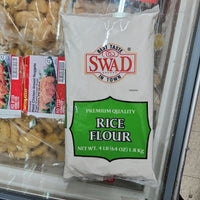 BEST TASTE
SWAD
IN TOWN
PREMIUM QUALITY
RICE
FLOUR
NET WT. 4 LB (64 OZ) 1.8 KG